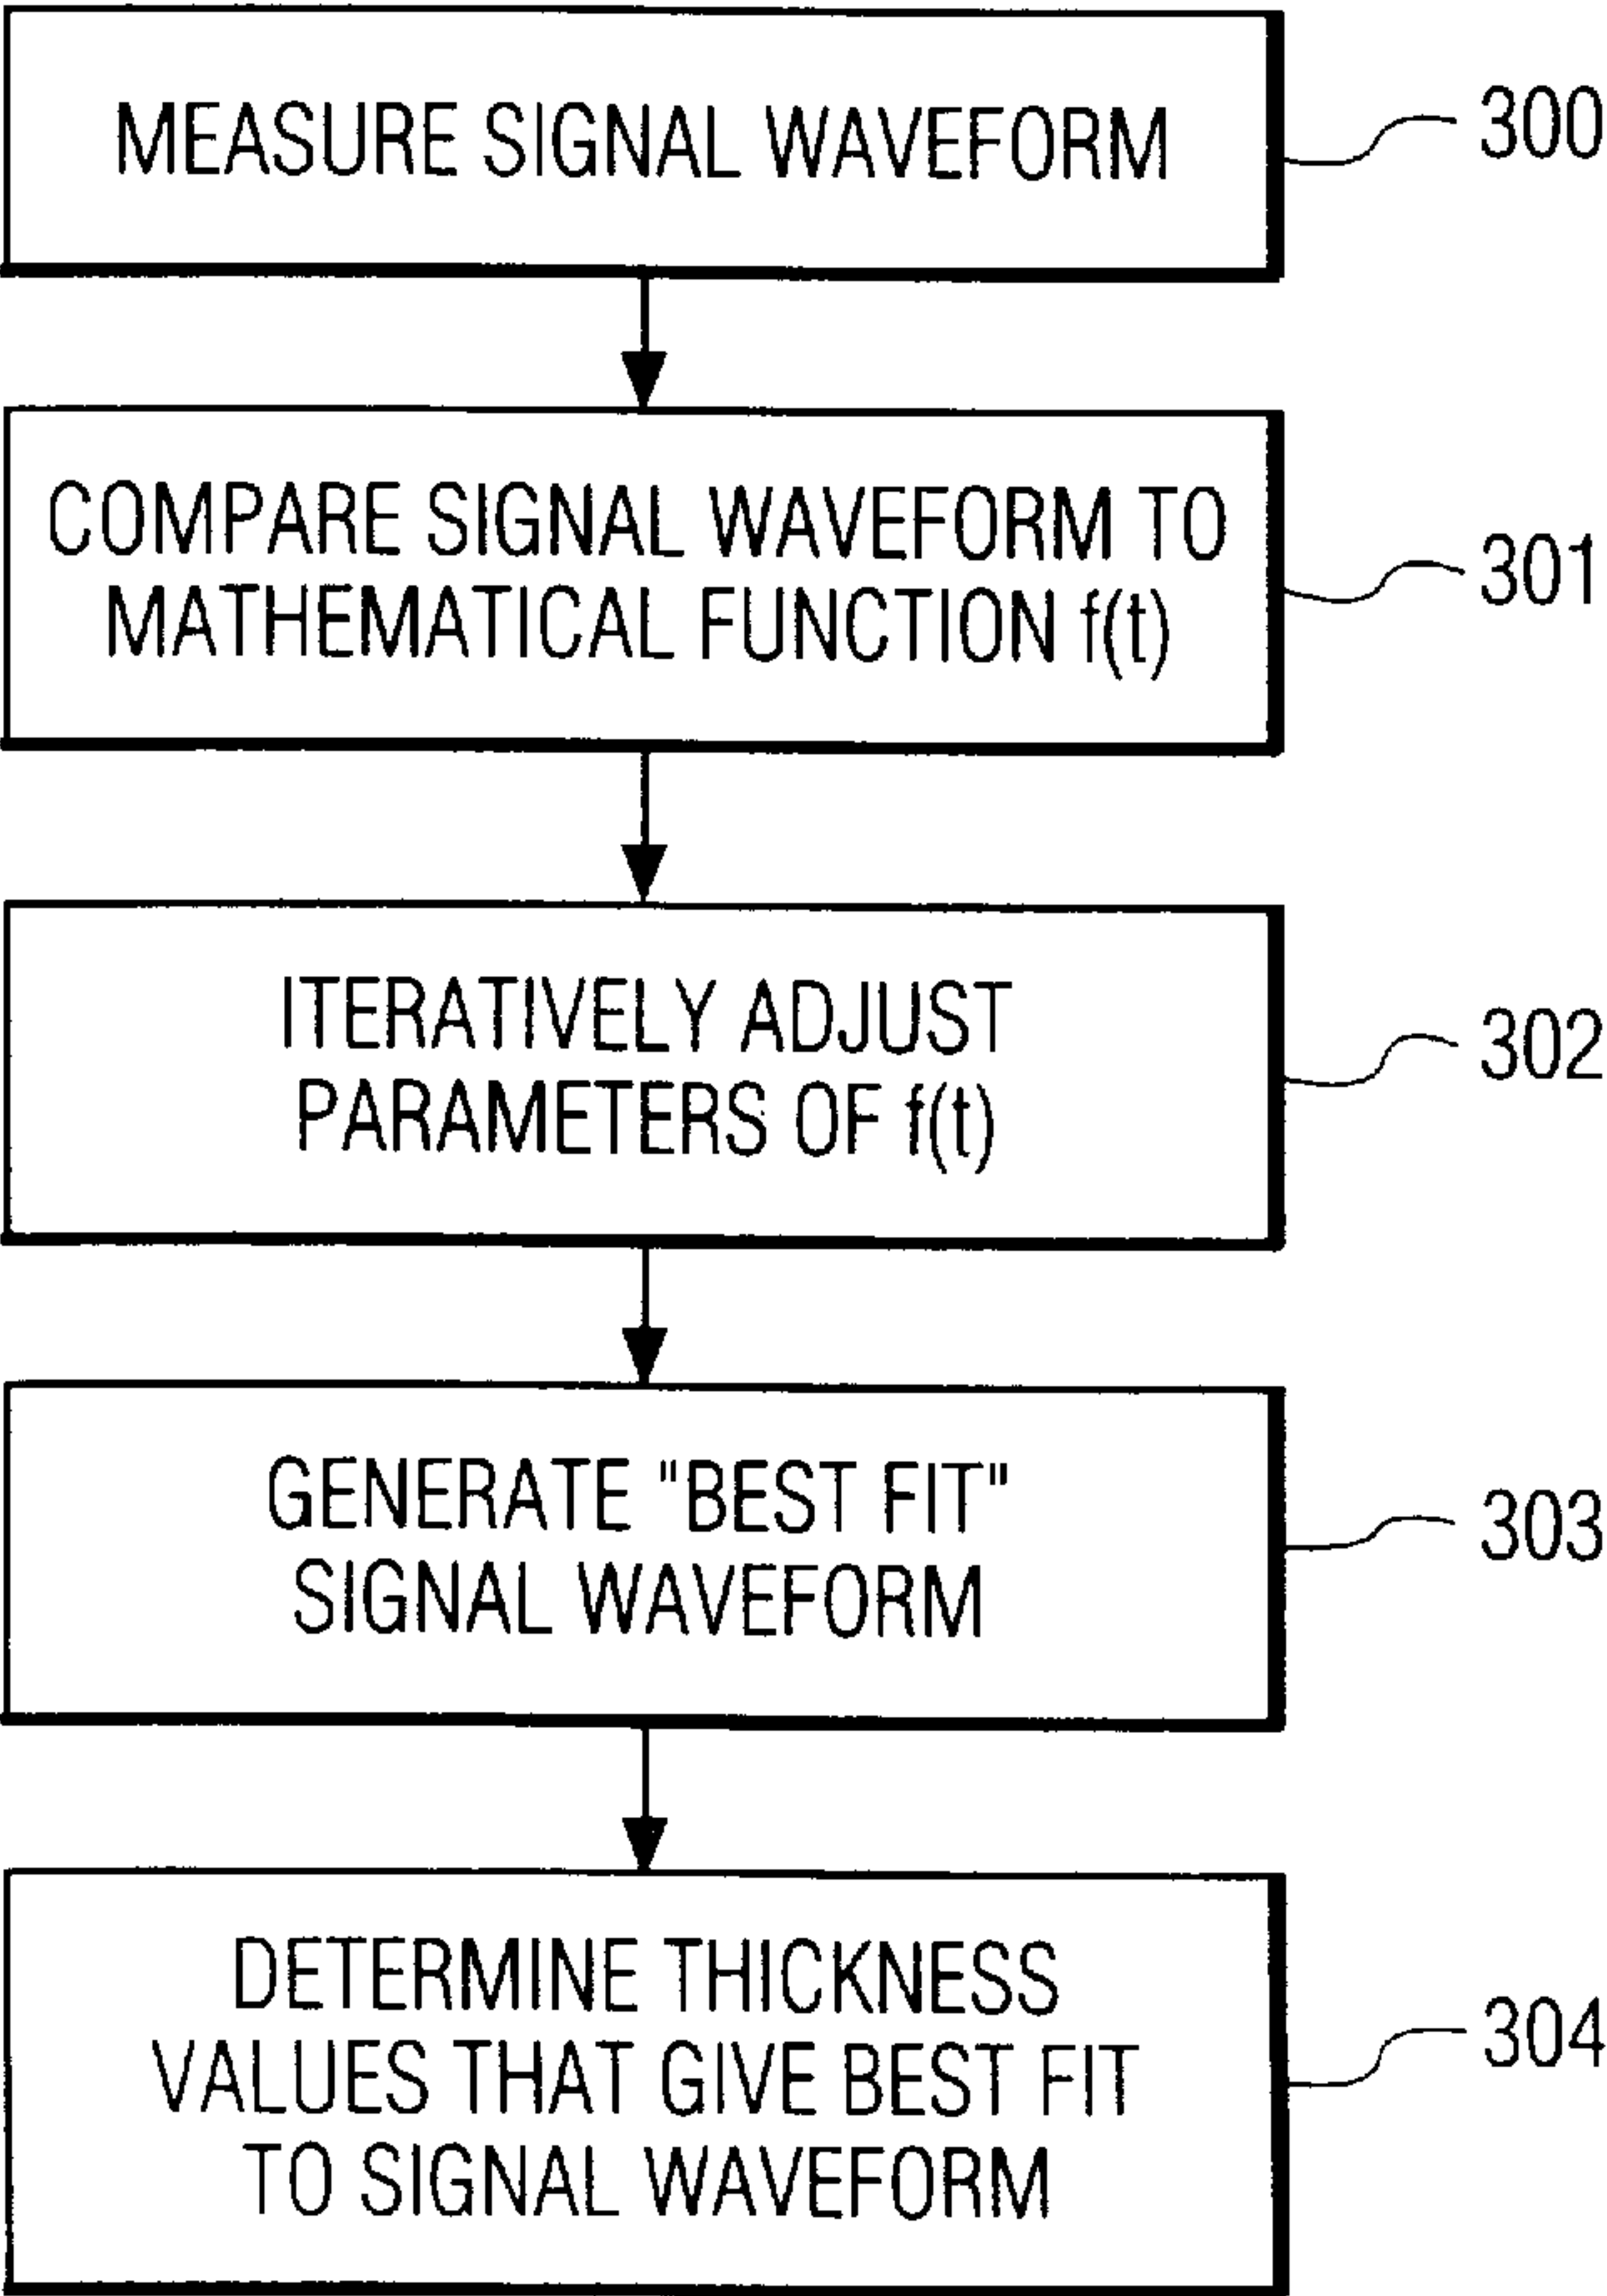 MEASURE SIGNAL WAVEFORM
300
COMPARE SIGNAL WAVEFORM TO
MATHEMATICAL FUNCTION f(t)
301
ITERATIVELY ADJUST
PARAMETERS OF f(t)
302
GENERATE "BEST FIT"
SIGNAL WAVEFORM
303
DETERMINE THICKNESS
VALUES THAT GIVE BEST FIT
TO SIGNAL WAVEFORM
304